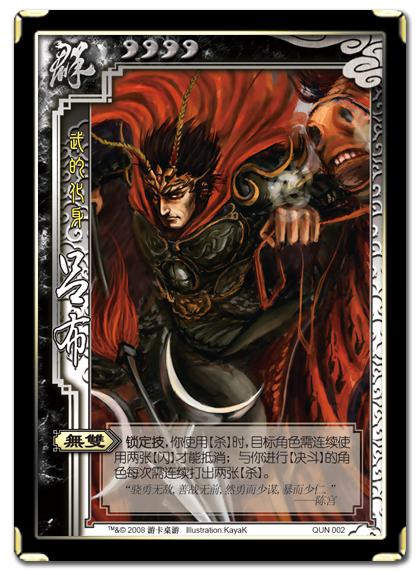 群
武的化身
吕布
無雙
锁定技，你使用【杀】时，目标角色需连续使
用两张【闪】才能抵消；与你进行【决斗】的角
色每次需连续打出两张【杀】。
“骁勇无敌，善战无前，然勇而少谋，暴而少仁。”
——陈宫
™&© 2008 游卡桌游. Illustration:KayaK
QUN 002